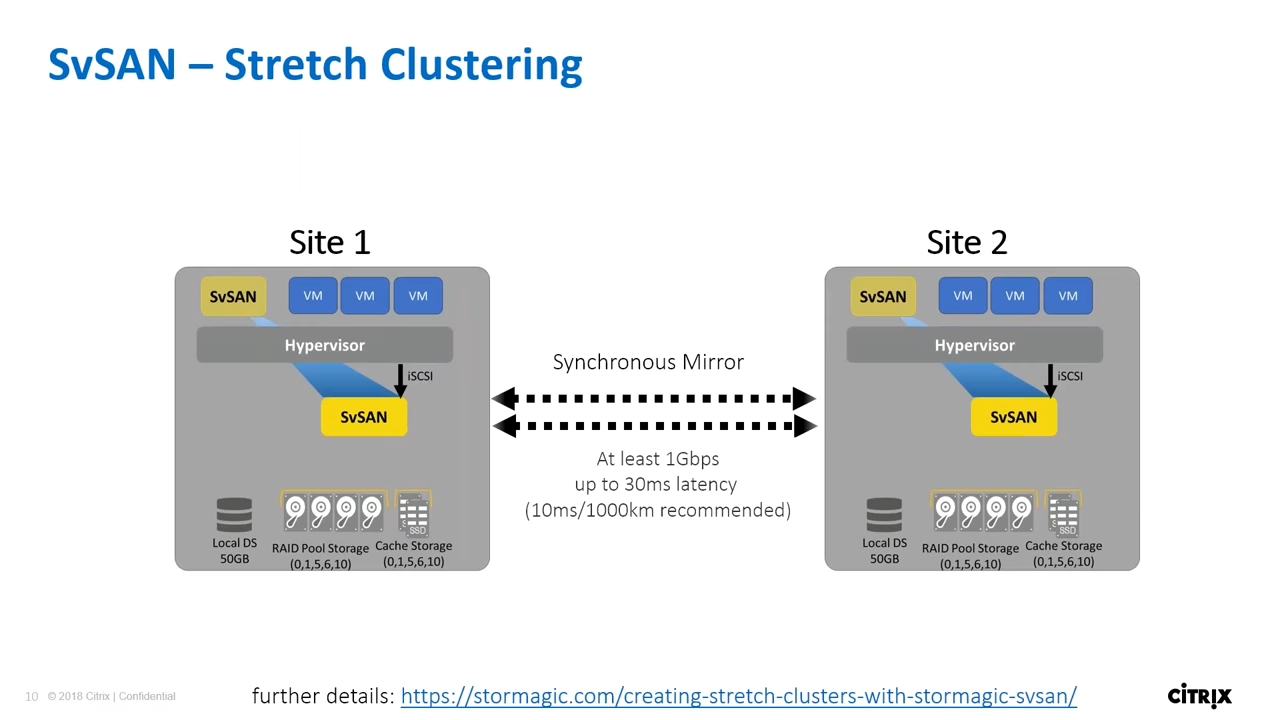 SvSAN – Stretch Clustering
Site 1
SvSAN
VM
VM
VM
Hypervisor
iSCSI
SvSAN
Local DS
50GB
RAID Pool Storage
(0,1,5,6,10)
SSD
Cache Storage
(0,1,5,6,10)
Synchronous Mirror
At least 1Gbps
up to 30ms latency
(10ms/1000km recommended)
Site 2
SvSAN
VM
VM
VM
Hypervisor
iSCSI
SvSAN
Local DS
50GB
RAID Pool Storage
(0,1,5,6,10)
SSD
Cache Storage
(0,1,5,6,10)
10 © 2018 Citrix | Confidential
further details: https://stormagic.com/creating-stretch-clusters-with-stormagic-svsan/
CİTRIX